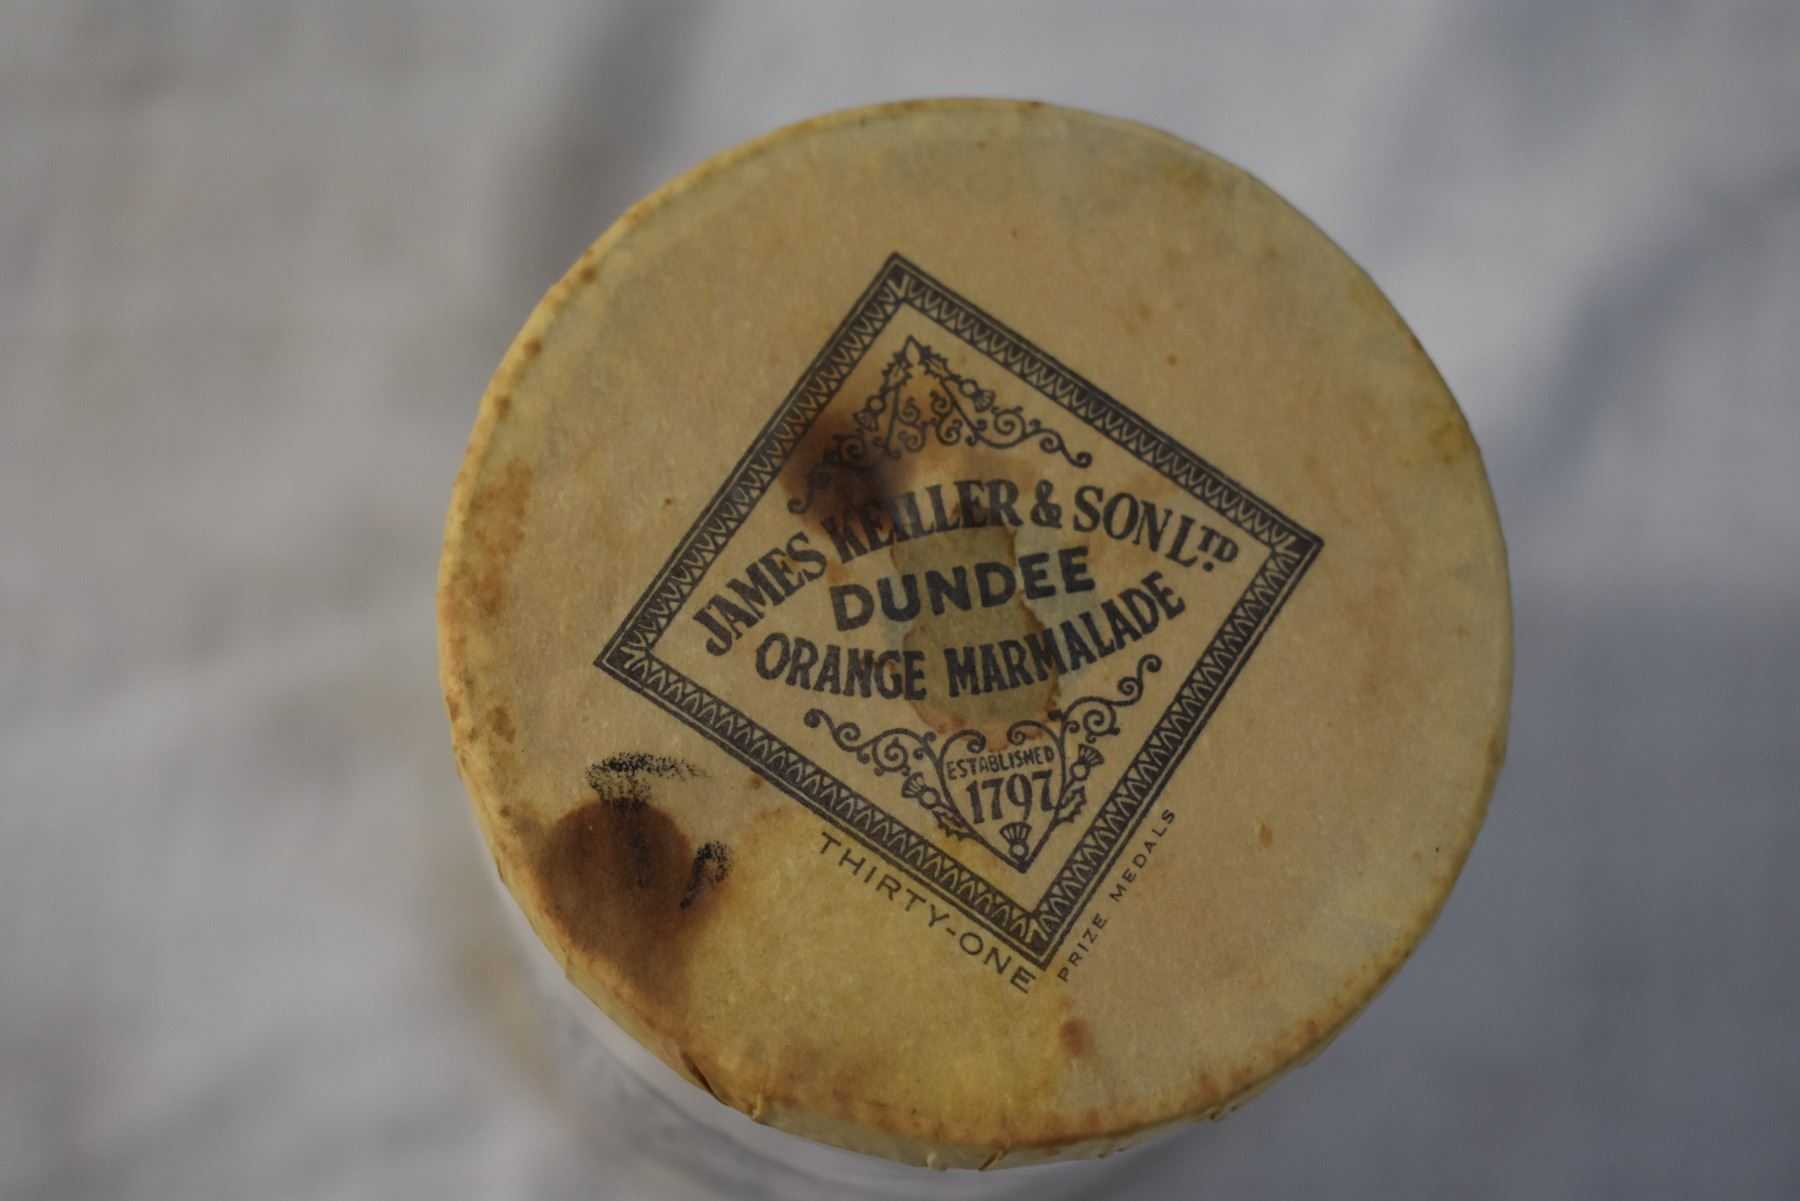 JAMES KEILLER & SON LTD.
DUNDEE
ORANGE MARMALADE
ESTABLISHED
1797
THIRTY-ONE PRIZE MEDALS